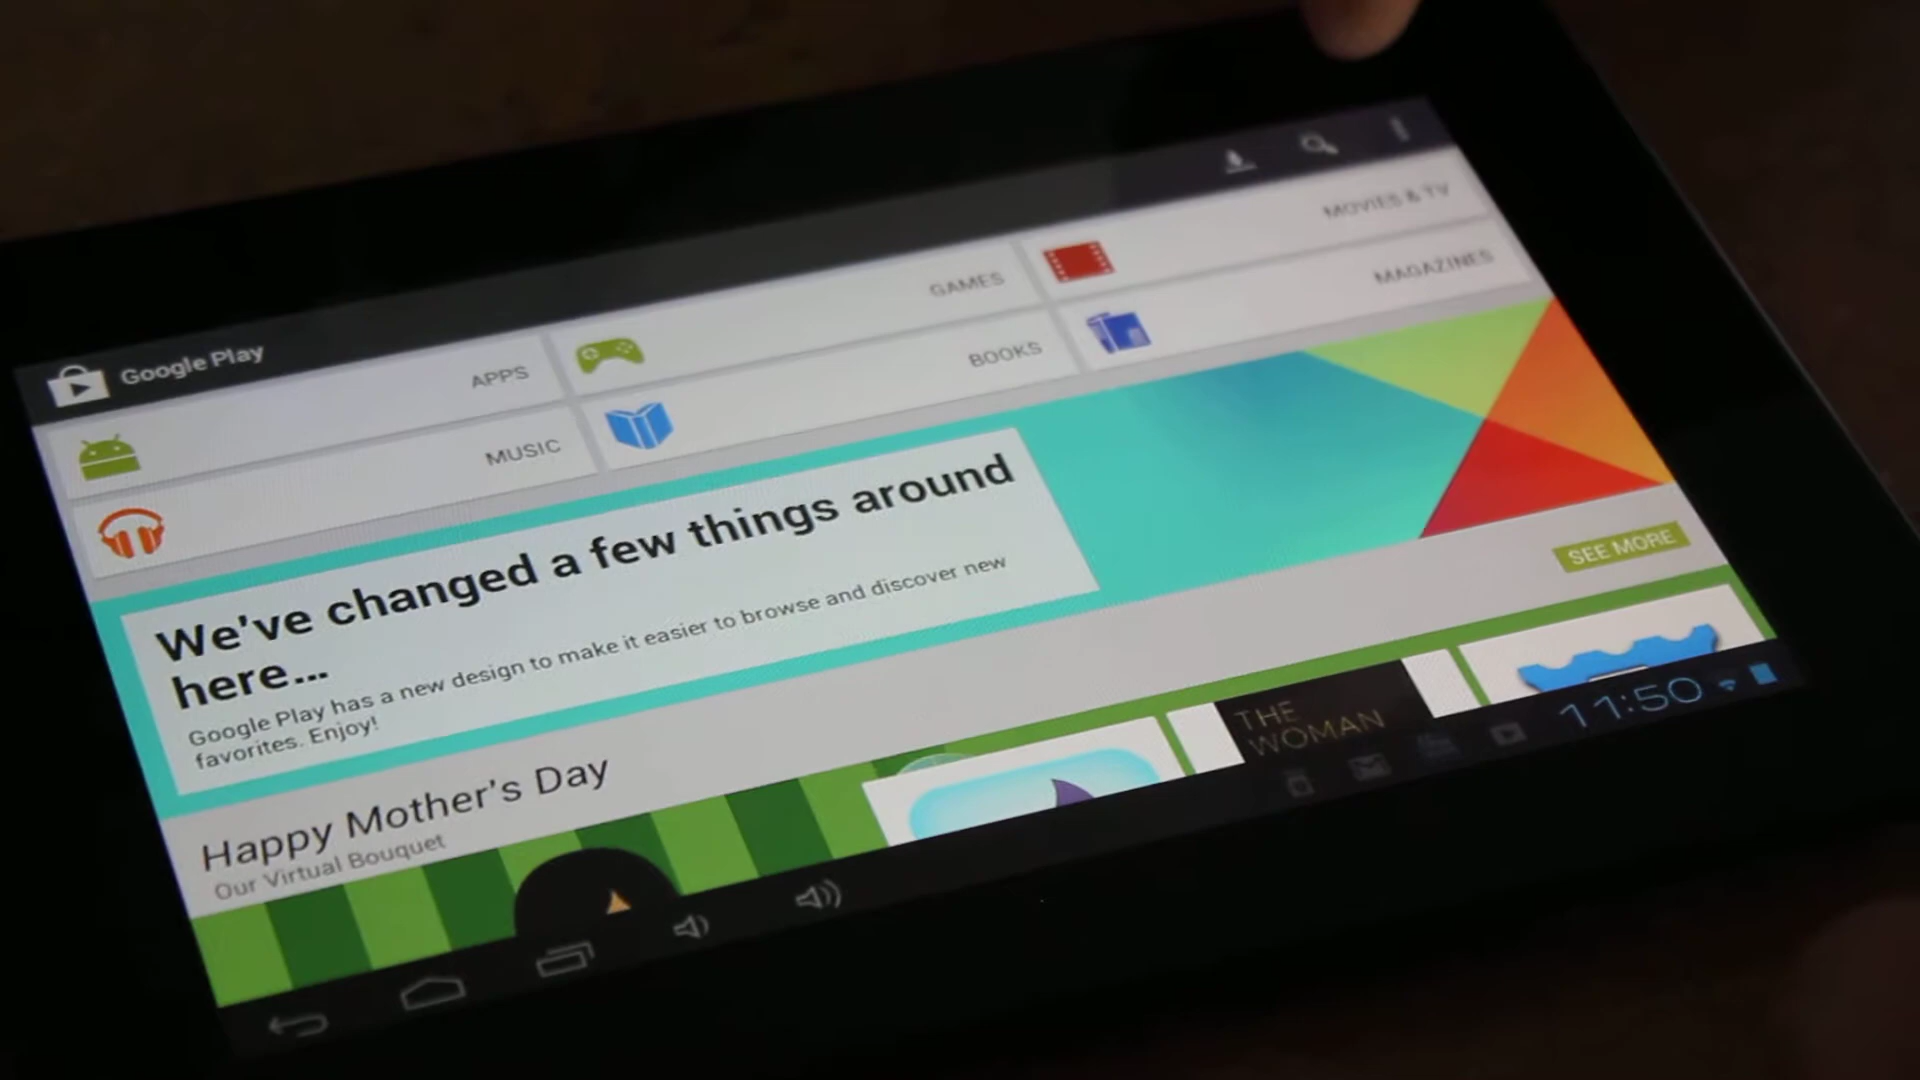 Google Play
APPS
GAMES
MOVIES & TV
MUSIC
BOOKS
MAGAZINES
We've changed a few things around
here...
Google Play has a new design to make it easier to browse and discover new
favorites. Enjoy!
SEE MORE
Happy Mother's Day
Our Virtual Bouquet
THE
WOMAN
11:50